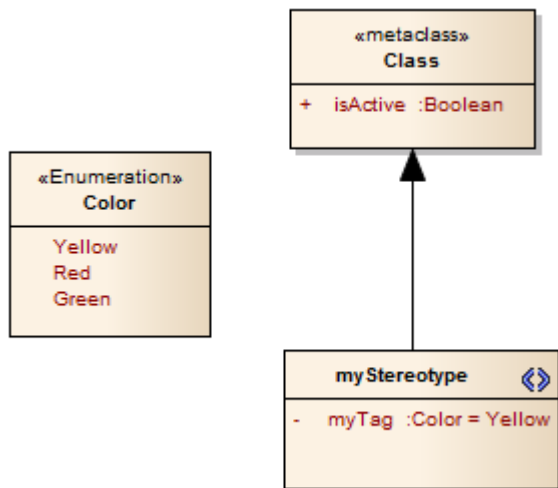 «metaclass»
Class
+ isActive :Boolean
«Enumeration»
Color
Yellow
Red
Green
myStereotype
- myTag :Color = Yellow